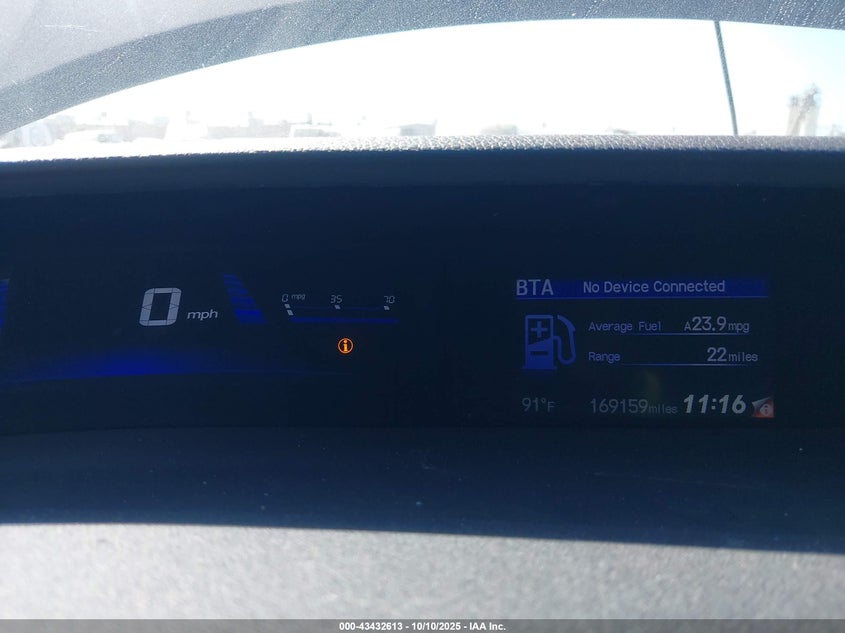 BTA No Device Connected
0 mph
0 mpg 35 70
Average Fuel A23.9mpg
Range 22miles
91°F 169159miles 11:16
000-43432613 - 10/10/2025 - IAA Inc.